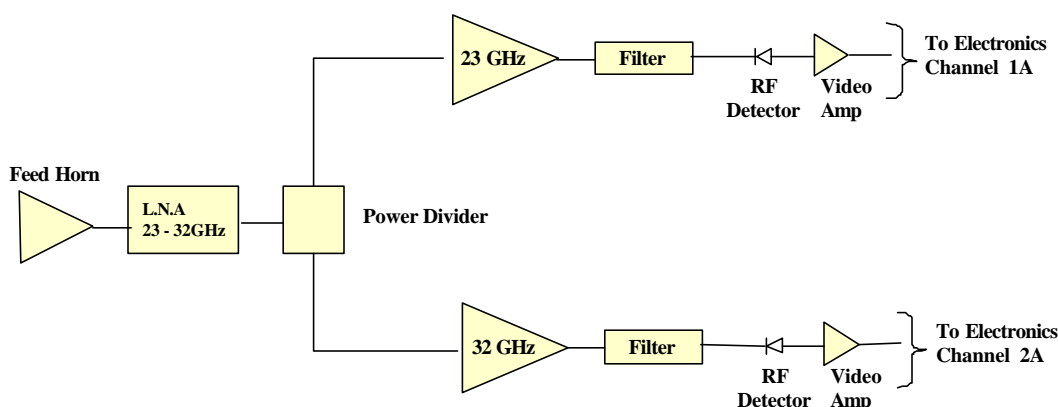 Feed Horn
L.N.A
23 - 32GHz
Power Divider
23 GHz
Filter
RF
Detector
Video
Amp
To Electronics
Channel 1A
32 GHz
Filter
RF
Detector
Video
Amp
To Electronics
Channel 2A